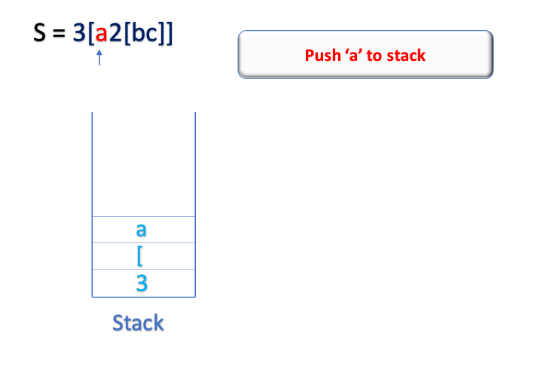 S = 3[a2[bc]]
Push ‘a’ to stack
a
[
3
Stack